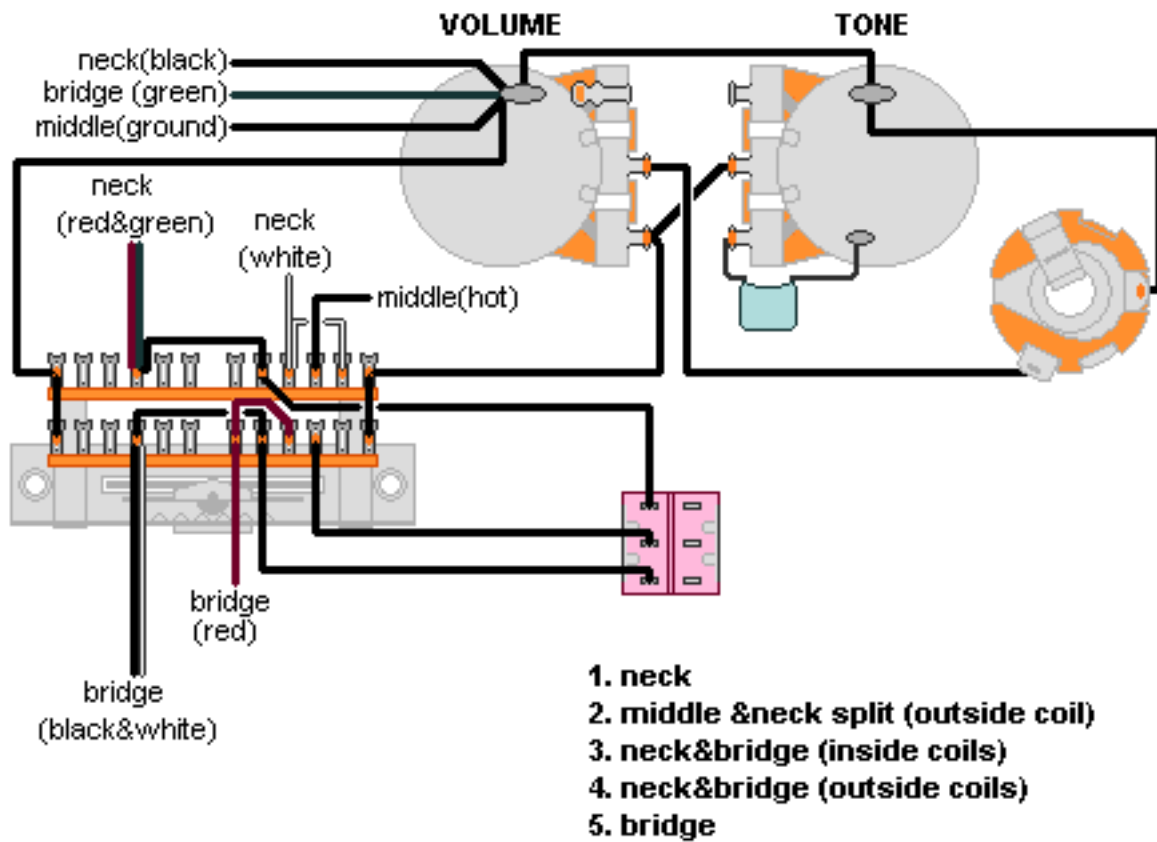 VOLUME
TONE
neck(black)
bridge (green)
middle(ground)
neck
(red&green)
neck
(white)
middle(hot)
bridge
(red)
bridge
(black&white)
1. neck
2. middle &neck split (outside coil)
3. neck&bridge (inside coils)
4. neck&bridge (outside coils)
5. bridge